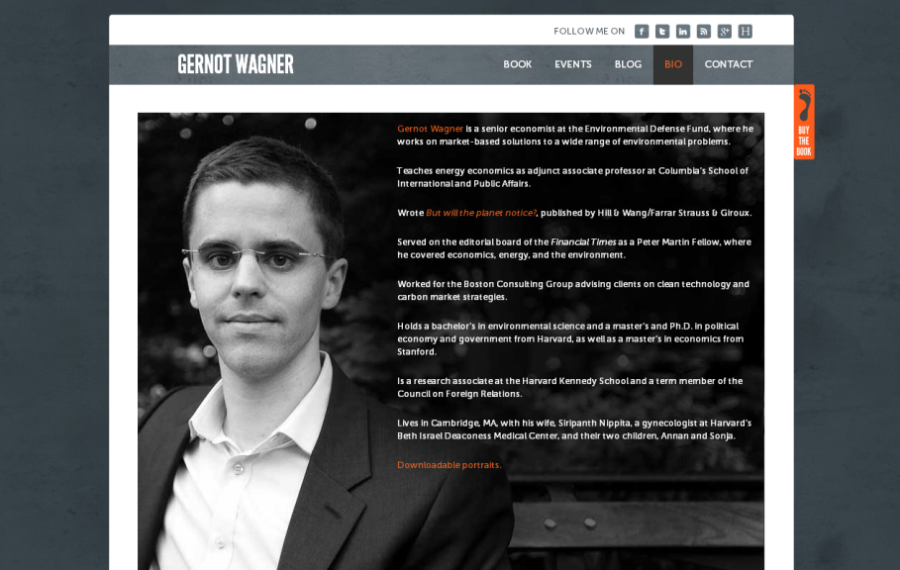 FOLLOW ME ON
GERNOT WAGNER
BOOK EVENTS BLOG BIO CONTACT
BUY
THE
BOOK
Gernot Wagner is a senior economist at the Environmental Defense Fund, where he
works on market-based solutions to a wide range of environmental problems.
Teaches energy economics as adjunct associate professor at Columbia's School of
International and Public Affairs.
Wrote But will the planet notice?, published by Hill & Wang/Farrar Strauss & Giroux.
Served on the editorial board of the Financial Times as a Peter Martin Fellow, where
he covered economics, energy, and the environment.
Worked for the Boston Consulting Group advising clients on clean technology and
carbon market strategies.
Holds a bachelor's in environmental science and a master's and Ph.D. in political
economy and government from Harvard, as well as a master's in economics from
Stanford.
Is a research associate at the Harvard Kennedy School and a term member of the
Council on Foreign Relations.
Lives in Cambridge, MA, with his wife, Siripanth Nippita, a gynecologist at Harvard's
Beth Israel Deaconess Medical Center, and their two children, Annan and Sonja.
Downloadable portraits.